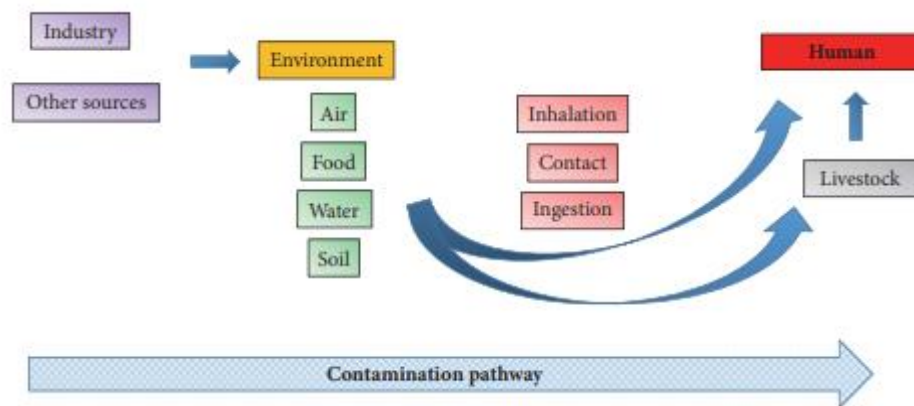 Industry
Other sources
Environment
Air
Food
Water
Soil
Inhalation
Contact
Ingestion
Human
Livestock
Contamination pathway